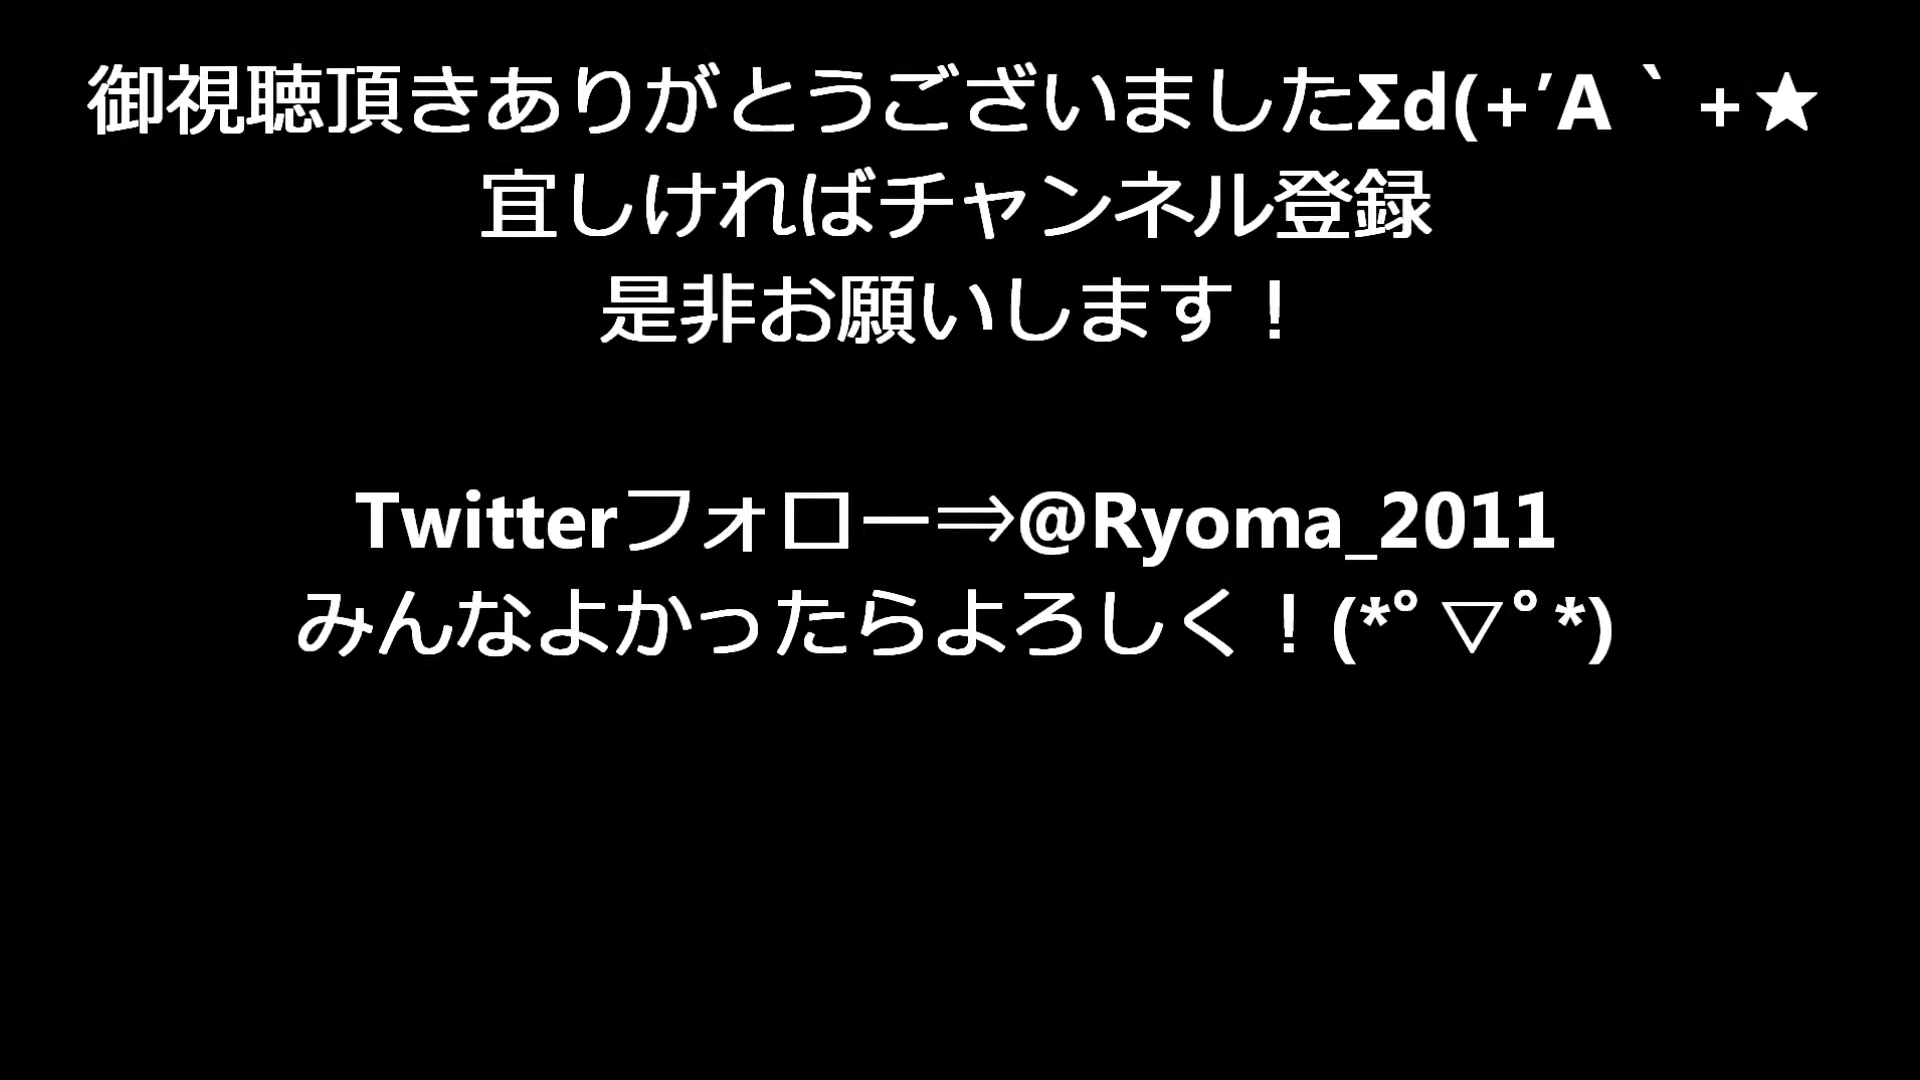 御視聴頂きありがとうございましたΣd(+′A｀+★
宜しければチャンネル登録
是非お願いします！
Twitterフォロー⇒@Ryoma_2011
みんなよかったらよろしく！(*ﾟ▽ﾟ*)